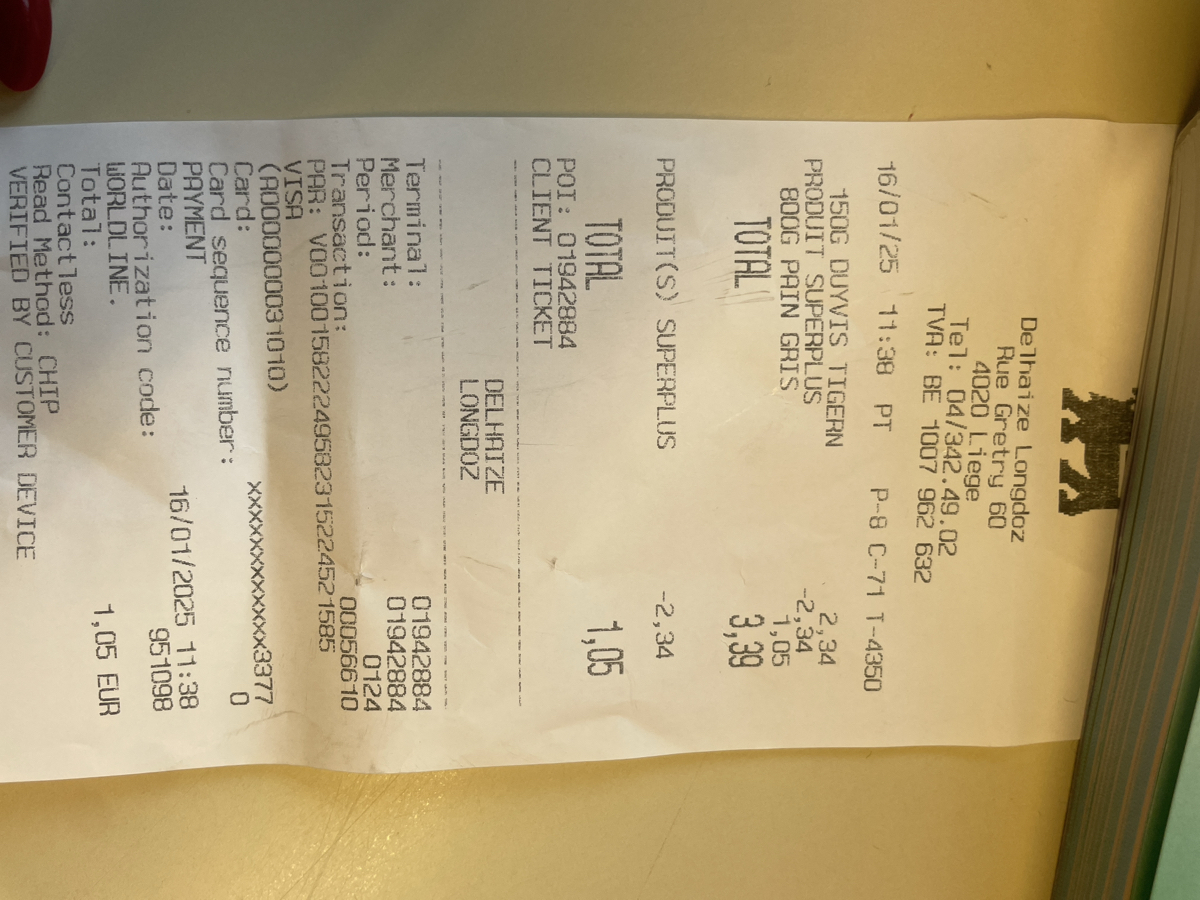 Delhaize Longdoz
Rue Gretry 60
4020 Liege
Tel: 04/342.49.02
TVA: BE 1007 962 632
16/01/25 11:38 PT P-8 C-71 T-4350
150G DUYVIS TIGERN 2,34
PRODUIT SUPERPLUS -2,34
800G PAIN GRIS 1,05
TOTAL 3,39
PRODUIT(S) SUPERPLUS -2,34
TOTAL 1,05
POI: 01942884
CLIENT TICKET
DELHAIZE
LONGDOZ
Terminal: 01942884
Merchant: 01942884
Period: 0124
Transaction: 00056610
PAR: V0010015822249582315224521585
VISA
(A0000000031010)
Card: xxxxxxxxxxxx3377
Card sequence number: 0
PAYMENT
Date: 16/01/2025 11:38
Authorization code: 951098
WORLDLINE.
Total: 1,05 EUR
Contactless
Read Method: CHIP
VERIFIED BY CUSTOMER DEVICE